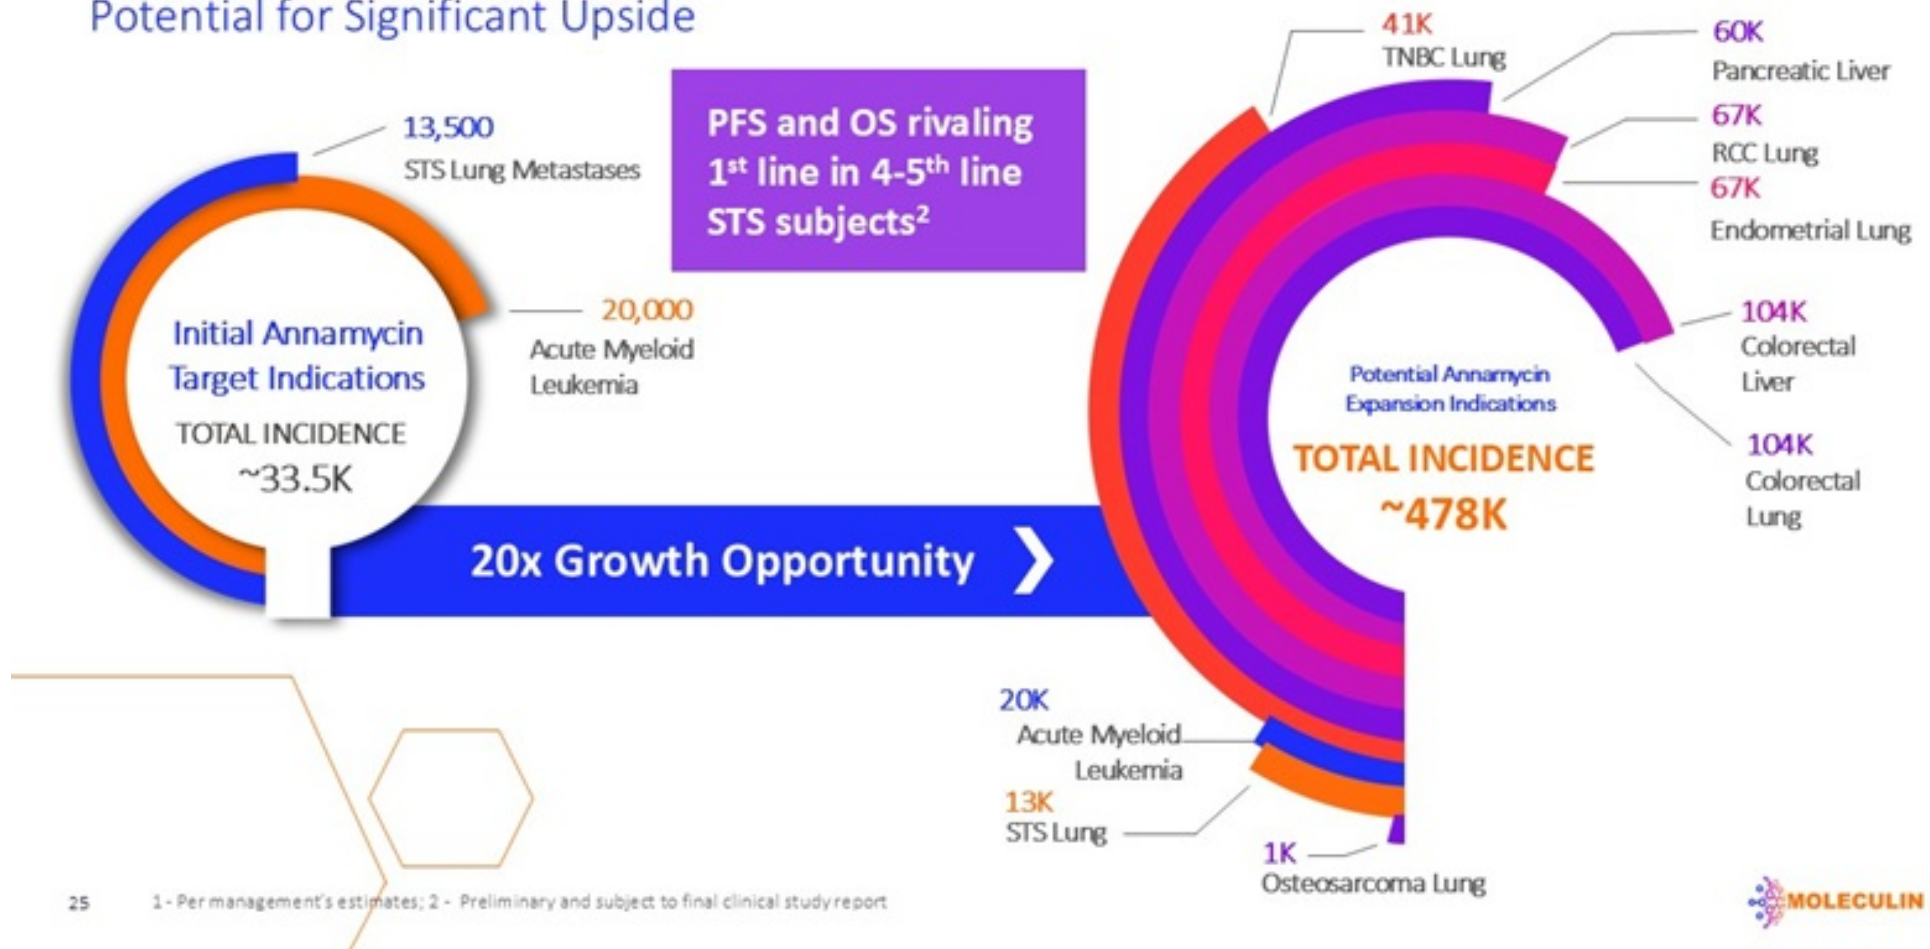 Potential for Significant Upside
13,500
STS Lung Metastases
20,000
Acute Myeloid
Leukemia
Initial Annamycin
Target Indications
TOTAL INCIDENCE
~33.5K
PFS and OS rivaling
1st line in 4-5th line
STS subjects2
20x Growth Opportunity
41K
TNBC Lung
60K
Pancreatic Liver
67K
RCC Lung
67K
Endometrial Lung
104K
Colorectal
Liver
104K
Colorectal
Lung
Potential Annamycin
Expansion Indications
TOTAL INCIDENCE
~478K
20K
Acute Myeloid
Leukemia
13K
STS Lung
1K
Osteosarcoma Lung
25
1 - Per management's estimates; 2 - Preliminary and subject to final clinical study report
MOLECULIN